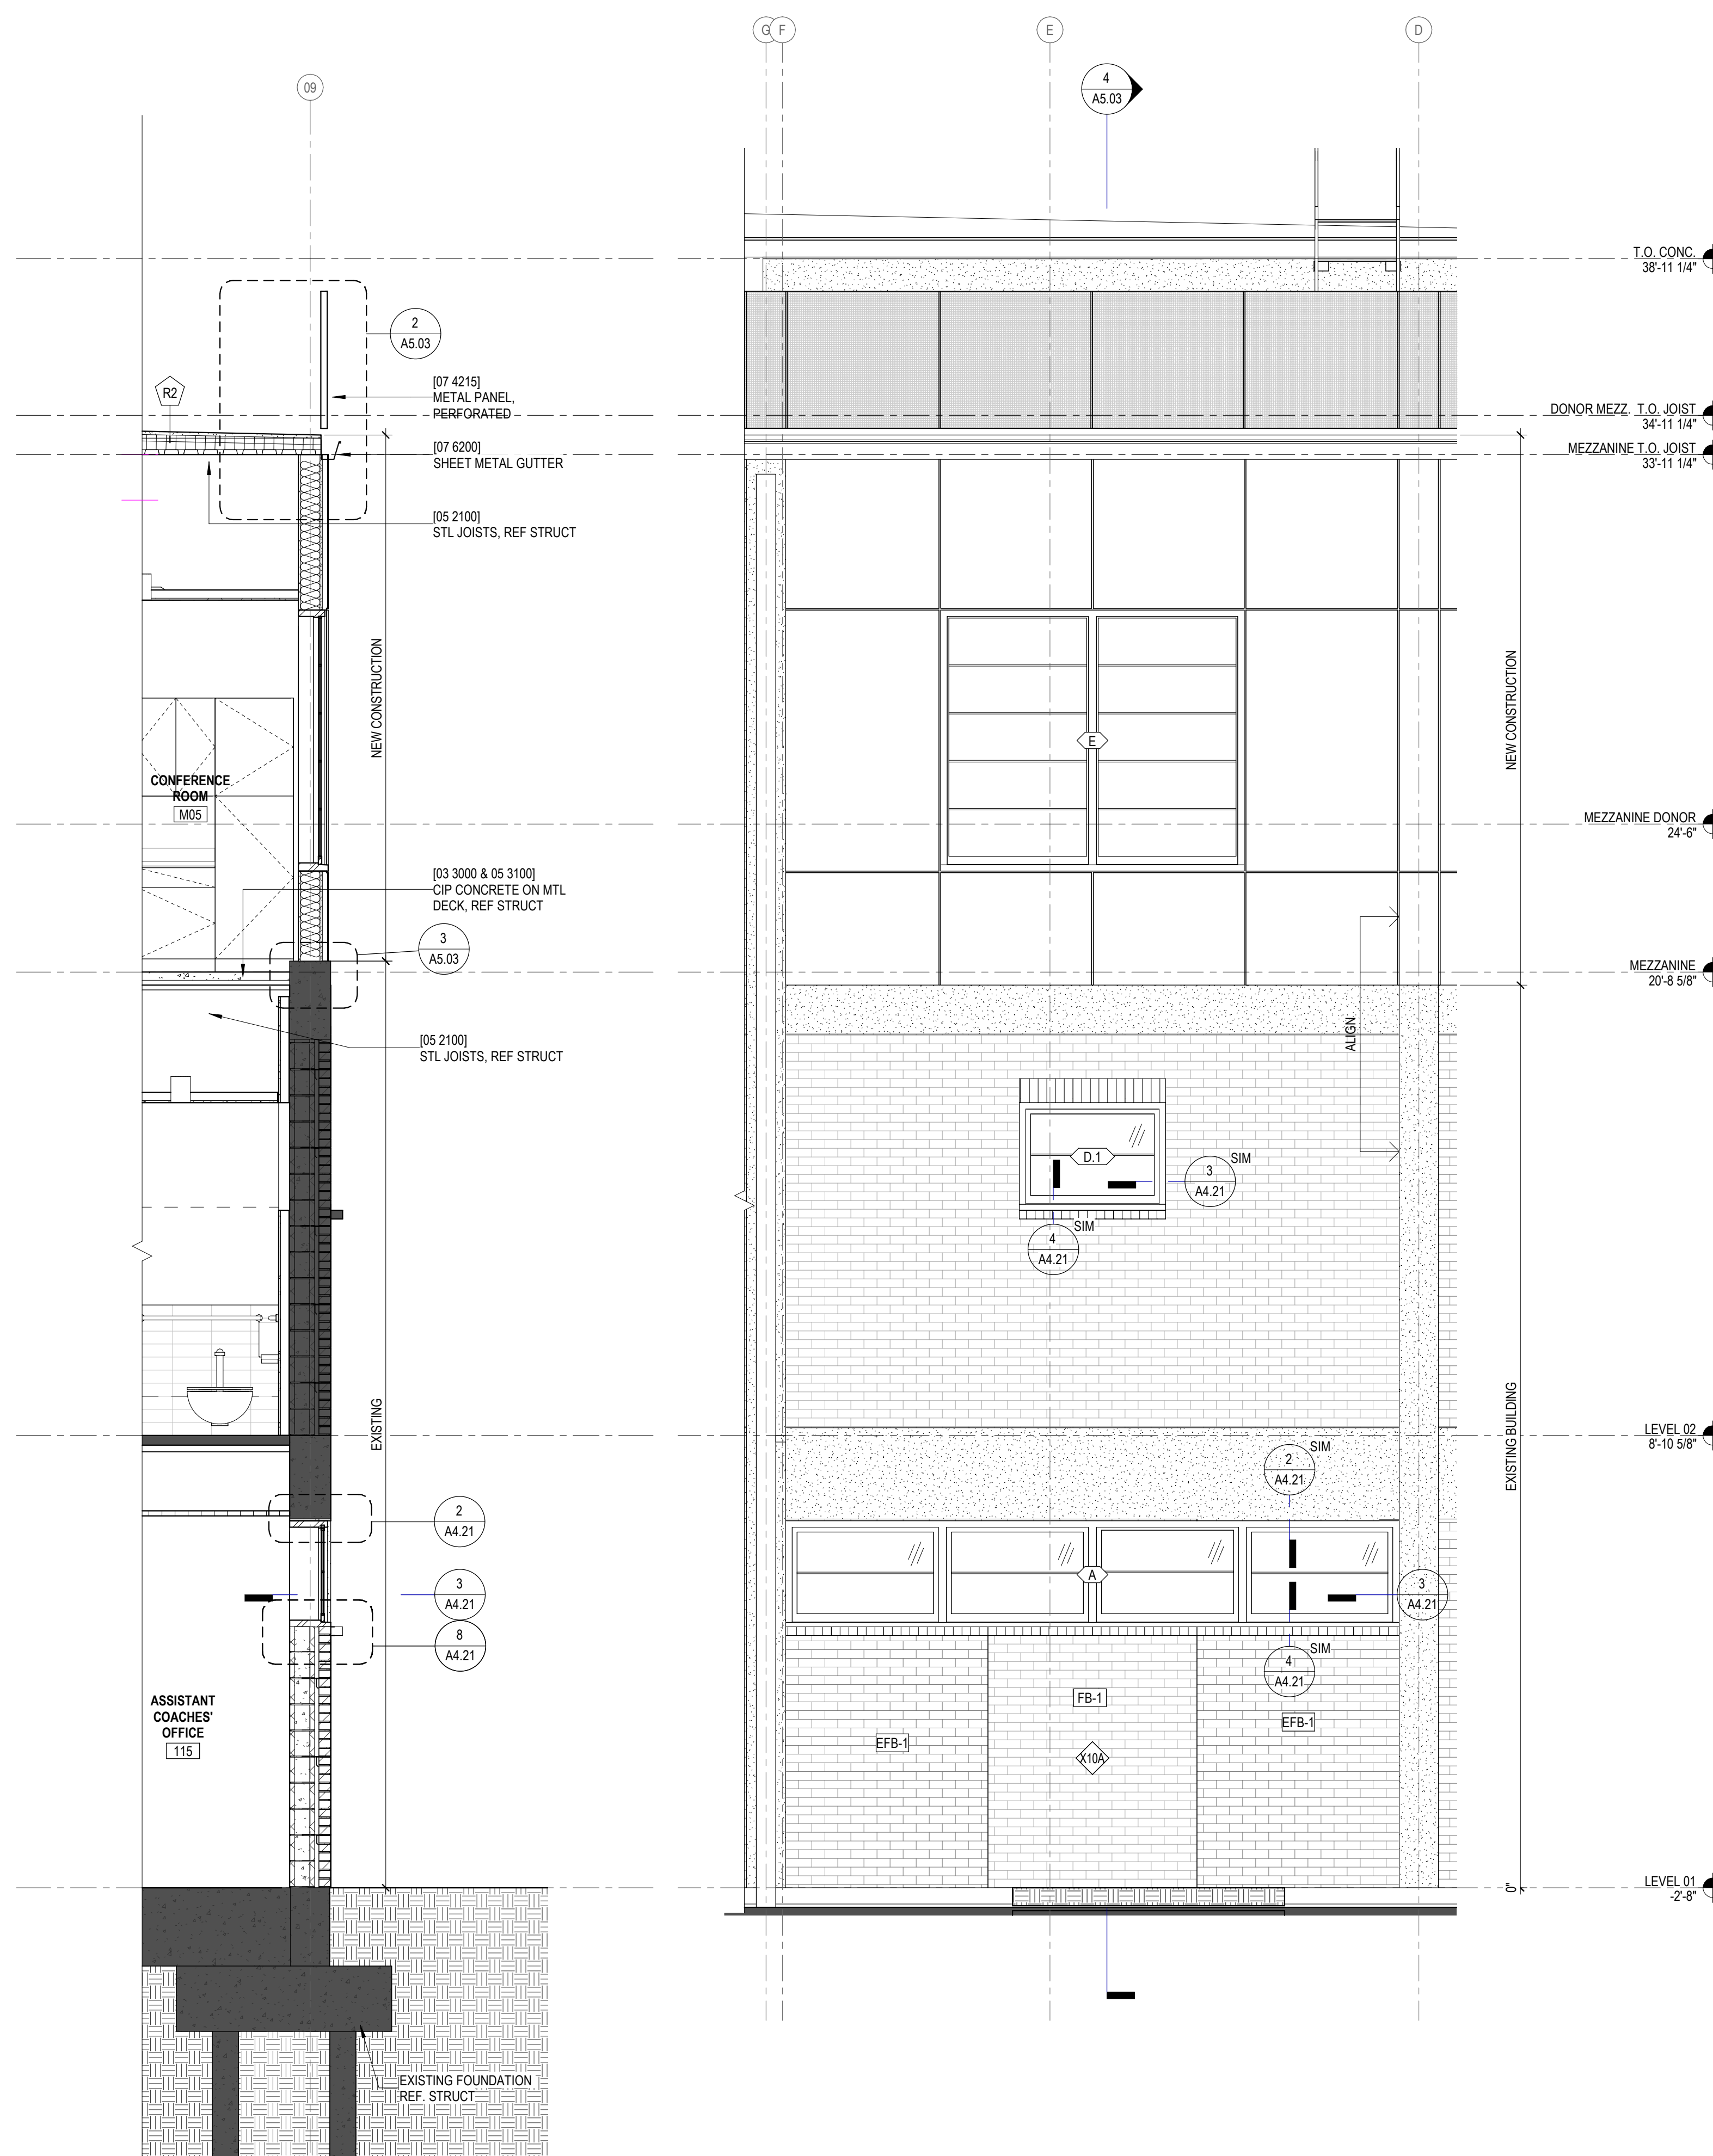 G
F
E
D
09
4
A5.03
T.O. CONC.
38'-11 1/4"
2
A5.03
[07 4215]
METAL PANEL,
PERFORATED
R2
DONOR MEZZ. T.O. JOIST
34'-11 1/4"
[07 6200]
SHEET METAL GUTTER
MEZZANINE T.O. JOIST
33'-11 1/4"
[05 2100]
STL JOISTS, REF STRUCT
NEW CONSTRUCTION
NEW CONSTRUCTION
E
CONFERENCE
ROOM
M05
MEZZANINE DONOR
24'-6"
[03 3000 & 05 3100]
CIP CONCRETE ON MTL
DECK, REF STRUCT
3
A5.03
MEZZANINE
20'-8 5/8"
ALIGN
[05 2100]
STL JOISTS, REF STRUCT
D.1
SIM
3
A4.21
SIM
4
A4.21
EXISTING
EXISTING BUILDING
LEVEL 02
8'-10 5/8"
SIM
2
A4.21
2
A4.21
A
3
A4.21
3
A4.21
8
A4.21
SIM
4
A4.21
ASSISTANT
COACHES'
OFFICE
115
FB-1
EFB-1
EFB-1
X10A
0"
LEVEL 01
-2'-8"
EXISTING FOUNDATION
REF. STRUCT